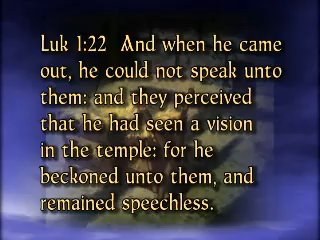 Luk 1:22  And when he came
out, he could not speak unto
them: and they perceived
that he had seen a vision
in the temple: for he
beckoned unto them, and
remained speechless.